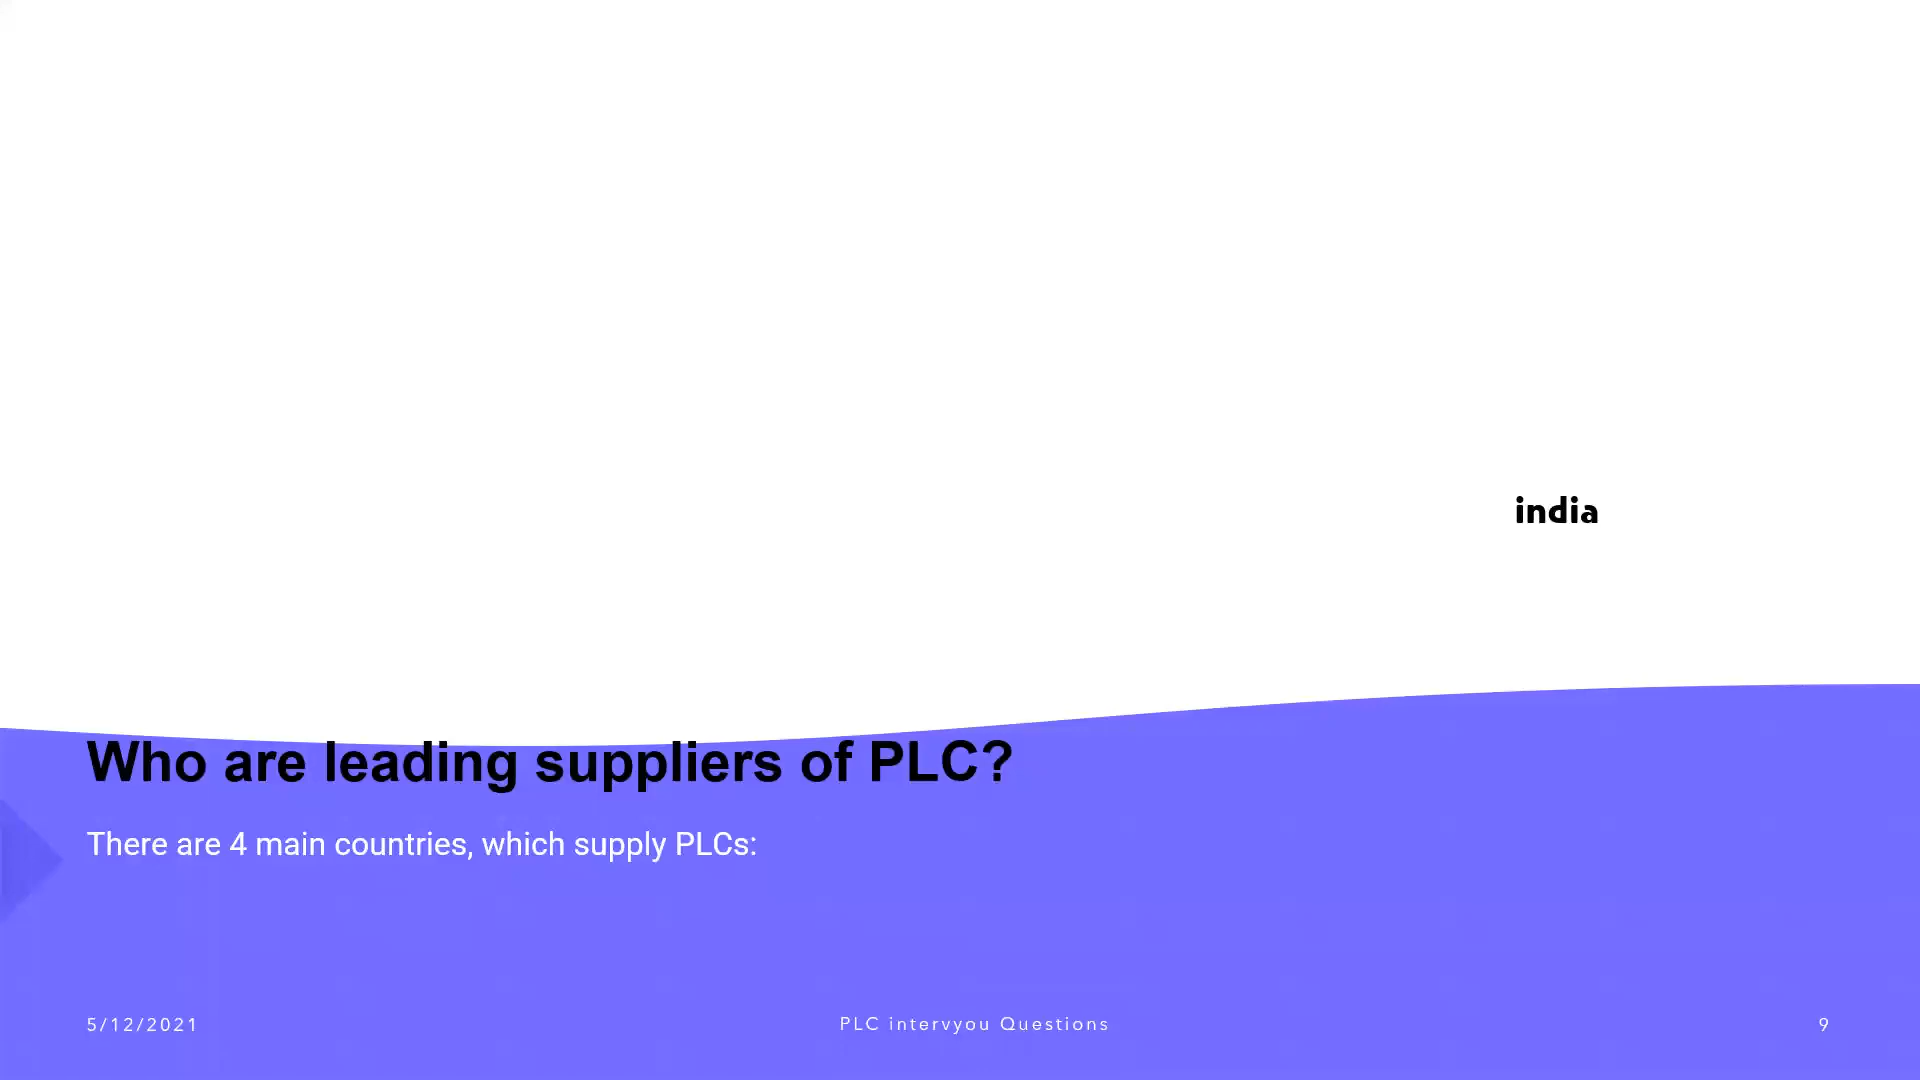 india
Who are leading suppliers of PLC?
There are 4 main countries, which supply PLCs:
5/12/2021
PLC intervyou Questions
9